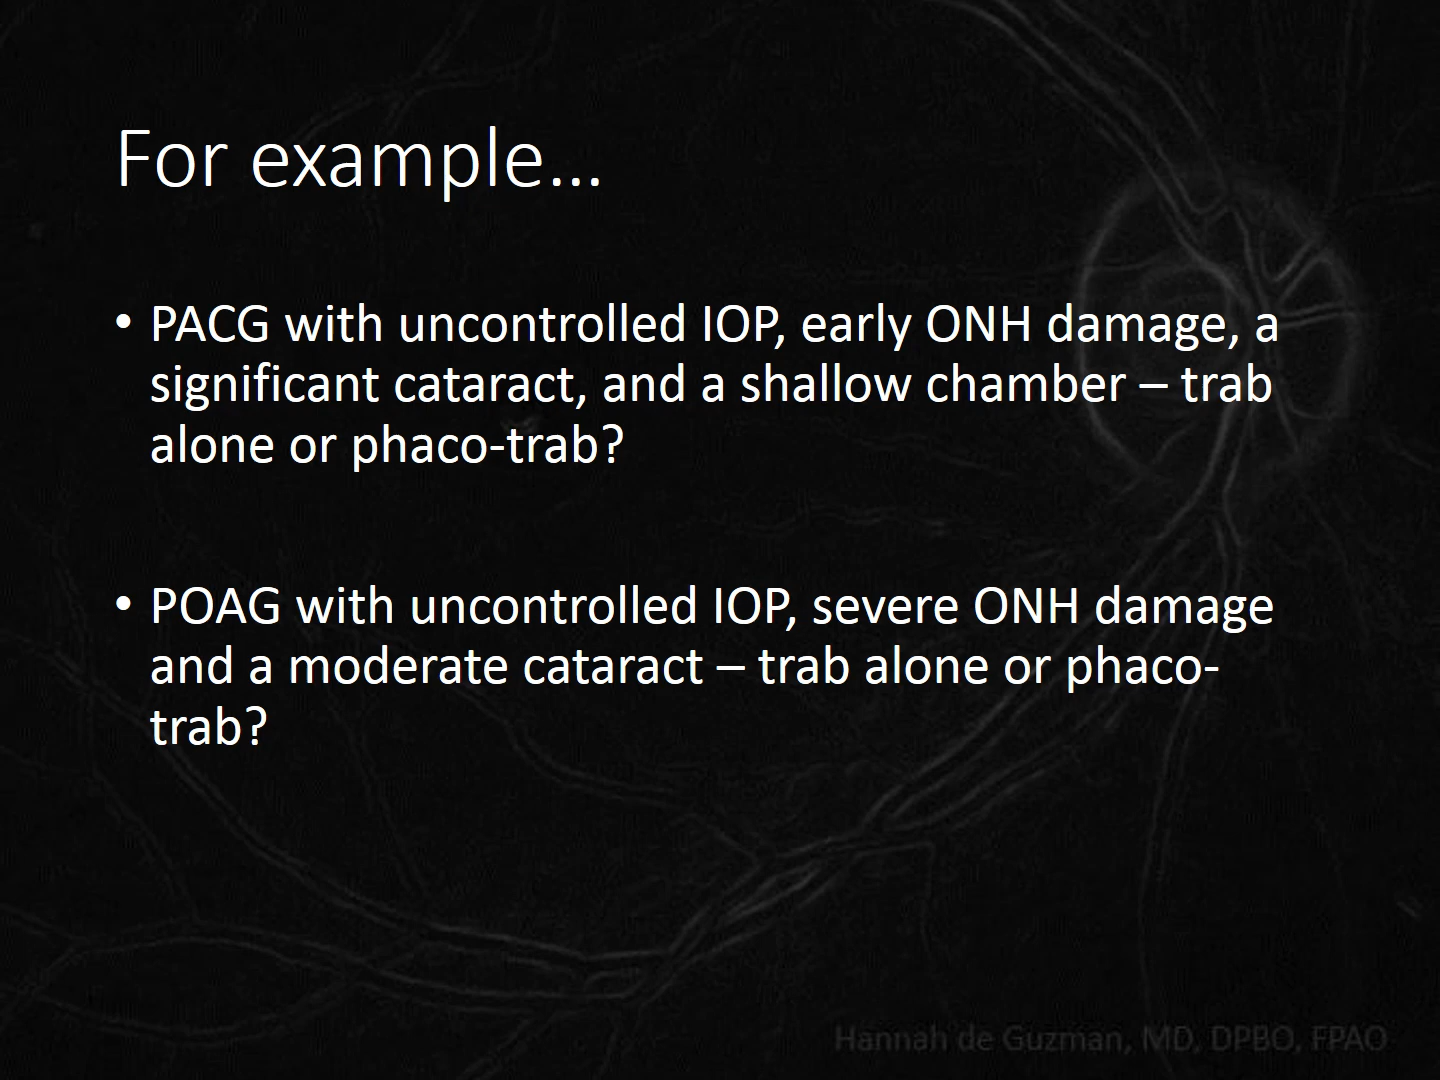 For example…
• PACG with uncontrolled IOP, early ONH damage, a
significant cataract, and a shallow chamber – trab
alone or phaco-trab?
• POAG with uncontrolled IOP, severe ONH damage
and a moderate cataract – trab alone or phaco-
trab?
Hannah de Guzman, MD, DPBO, FPAO